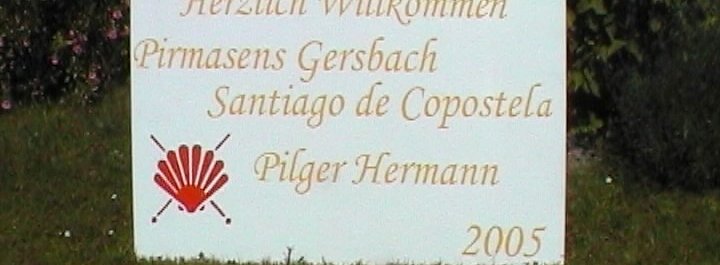 Herzlich Willkommen
Pirmasens Gersbach
Santiago de Copostela
Pilger Hermann
2005